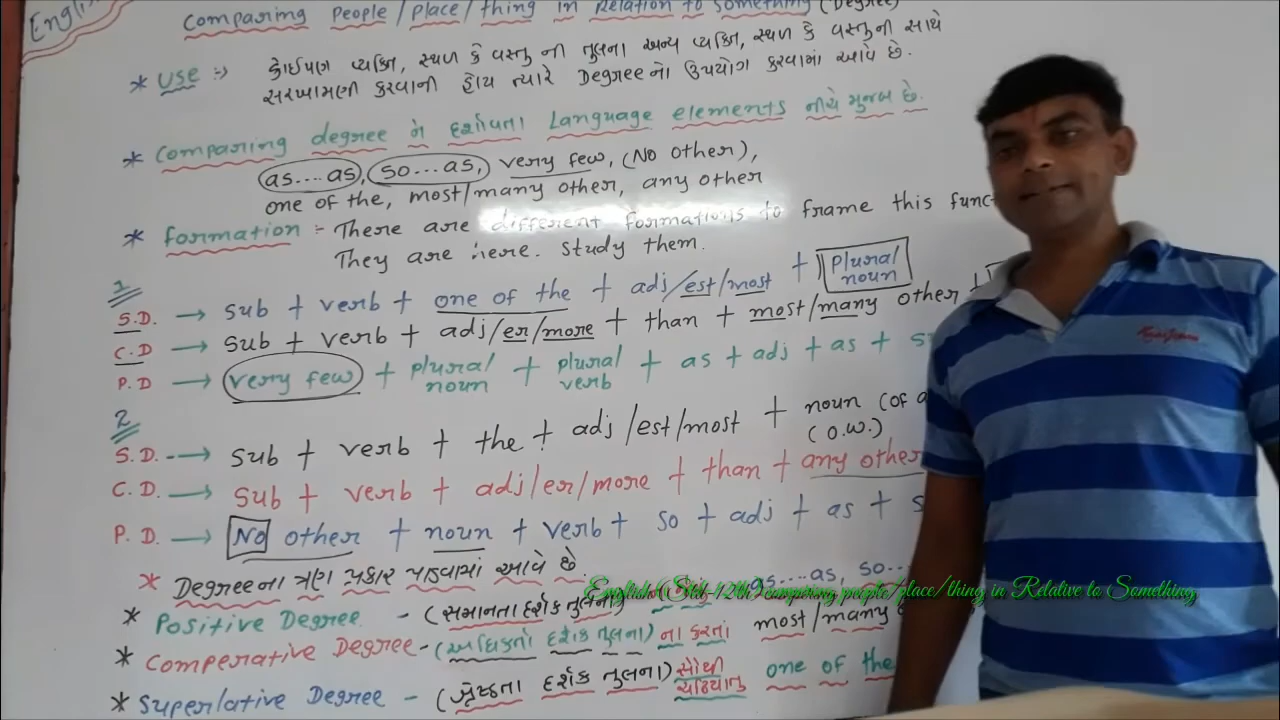 English
Comparing People/place/thing in Relation to Something (Degree)
* Use :-> કોઈપણ વ્યક્તિ, સ્થળ કે વસ્તુ ની તુલના અન્ય વ્યક્તિ, સ્થળ કે વસ્તુની સાથે
સરખામણી કરવાની હોય ત્યારે Degree નો ઉપયોગ કરવામાં આવે છે.
* Comparing degree ને દર્શાવતા Language elements નીચે મુજબ છે.
as....as, so...as, very few, (No other),
one of the, most/many other, any other
* formation :- There are different formations to frame this func
They are here. Study them.
1
S.D. → sub + verb + one of the + adj/est/most + Plural noun
C.D → sub + verb + adj/er/more + than + most/many other +
P.D → very few + plural noun + plural verb + as + adj + as + s
2
S.D. --→ sub + verb + the + adj/est/most + noun (of a
(O.W.)
C.D. → sub + verb + adj/er/more + than + any other
P.D. → No other + noun + verb + so + adj + as + s
* Degree ના ત્રણ પ્રકાર પાડવામાં આવે છે.
* Positive Degree - (સમાનતા દર્શક તુલના) as....as, so...
English (Std-12th) comparing people/place/thing in Relative to Something
* Comperative Degree - (અધિકતા દર્શક તુલના) ના કરતાં most/many
* Superlative Degree - (શ્રેષ્ઠતા દર્શક તુલના) સૌથી ચઢિયાતુ one of the